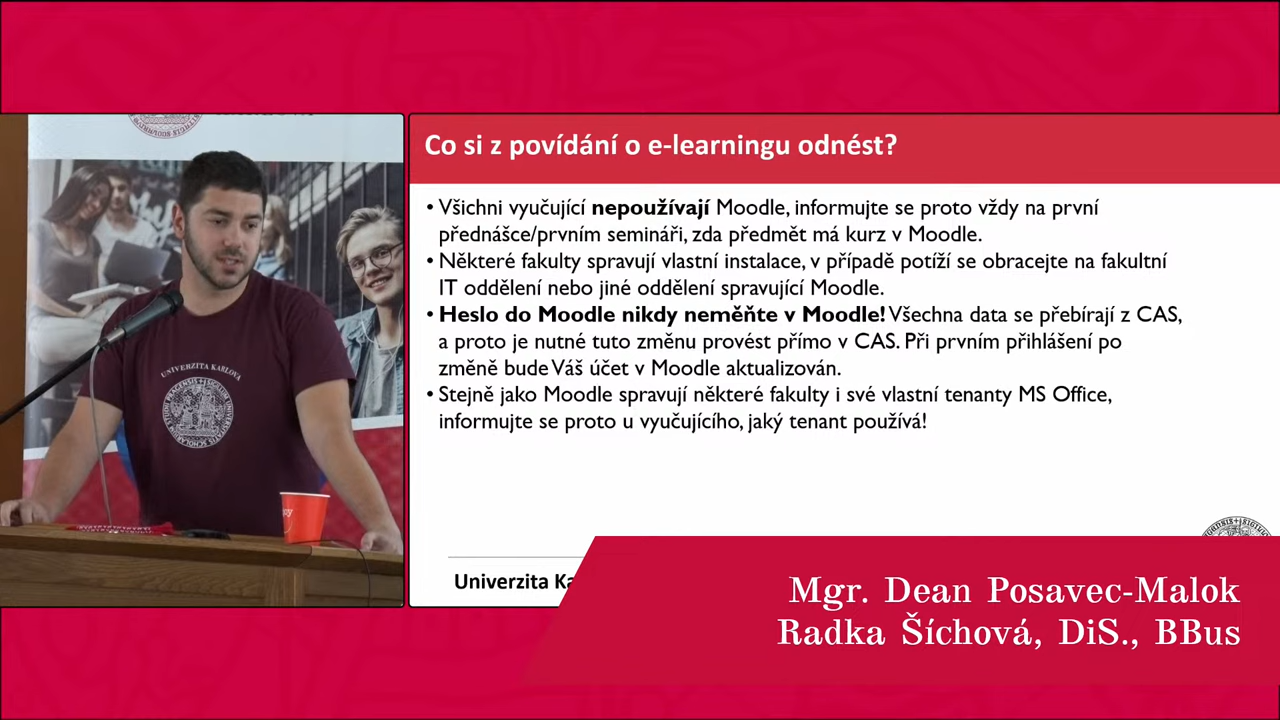 UNIVERZITA KARLOVA
Co si z povídání o e-learningu odnést?
• Všichni vyučující nepoužívají Moodle, informujte se proto vždy na první
přednášce/prvním semináři, zda předmět má kurz v Moodle.
• Některé fakulty spravují vlastní instalace, v případě potíží se obracejte na fakultní
IT oddělení nebo jiné oddělení spravující Moodle.
• Heslo do Moodle nikdy neměňte v Moodle! Všechna data se přebírají z CAS,
a proto je nutné tuto změnu provést přímo v CAS. Při prvním přihlášení po
změně bude Váš účet v Moodle aktualizován.
• Stejně jako Moodle spravují některé fakulty i své vlastní tenanty MS Office,
informujte se proto u vyučujícího, jaký tenant používá!
Univerzita Ka
Mgr. Dean Posavec-Malok
Radka Šíchová, DiS., BBus